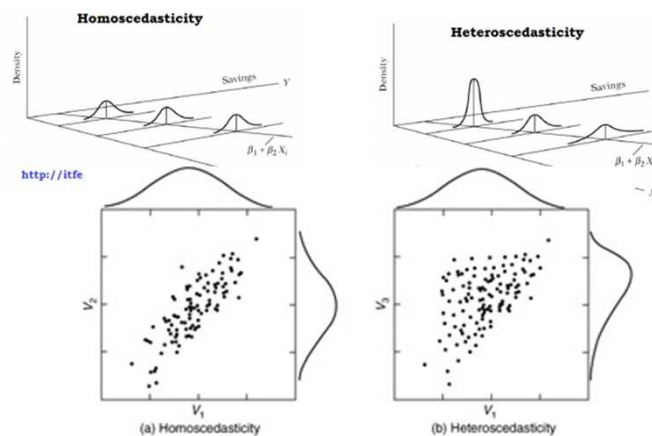 Homoscedasticity
Heteroscedasticity
Density
Savings
Y
β₁ + β₂ Xᵢ
Density
Savings
β₁ + β₂ X
http://itfe
V₂
V₁
(a) Homoscedasticity
V₃
V₁
(b) Heteroscedasticity